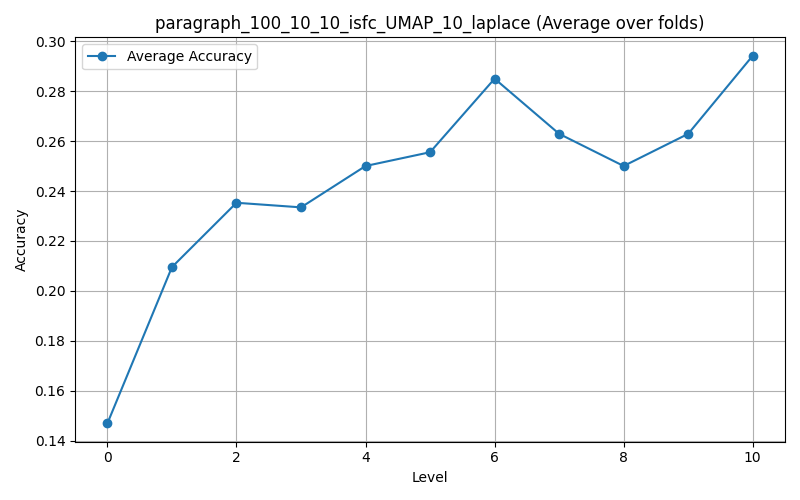 paragraph_100_10_10_isfc_UMAP_10_laplace (Average over folds)
Average Accuracy
0.30
0.28
0.26
0.24
0.22
0.20
0.18
0.16
0.14
Accuracy
0 2 4 6 8 10
Level